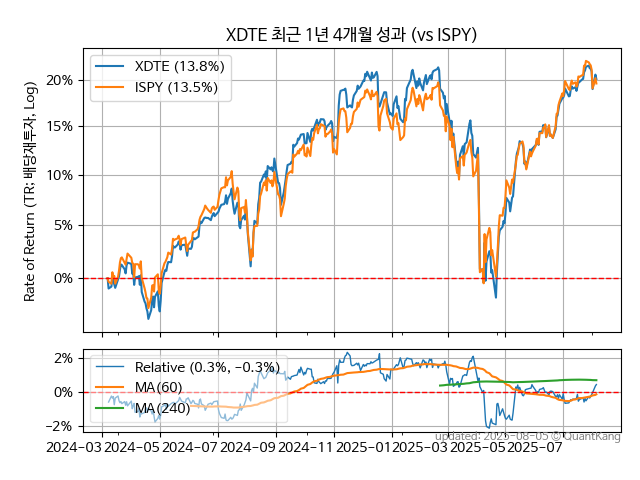 XDTE 최근 1년 4개월 성과 (vs ISPY)
Rate of Return (TR: 배당재투자, Log)
XDTE (13.8%)
ISPY (13.5%)
20%
15%
10%
5%
0%
Relative (0.3%, −0.3%)
MA(60)
MA(240)
2%
0%
−2%
2024-03 2024-05 2024-07 2024-09 2024-11 2025-01 2025-03 2025-05 2025-07
updated: 2025-08-05 © QuantKang